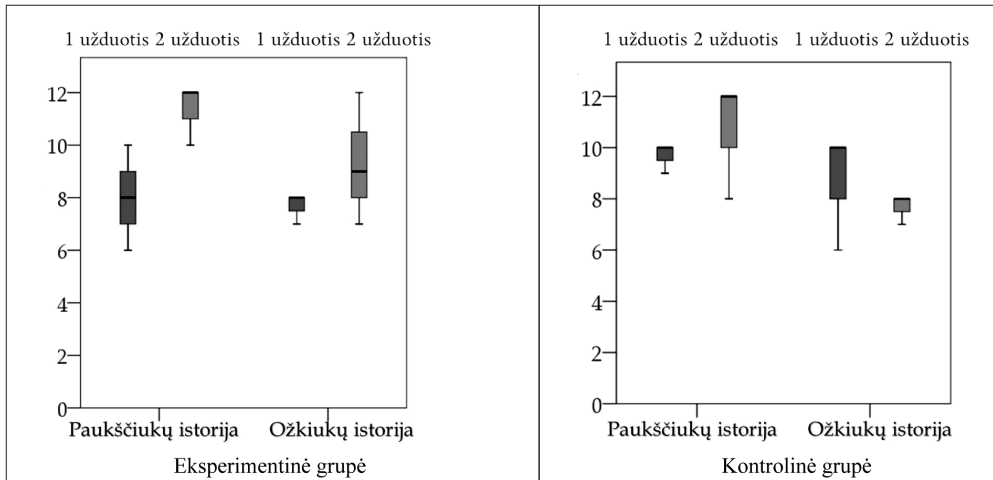 1 užduotis 2 užduotis 1 užduotis 2 užduotis
12
10
8
6
4
2
0
Paukščiukų istorija Ožkiukų istorija
Eksperimentinė grupė
1 užduotis 2 užduotis 1 užduotis 2 užduotis
12
10
8
6
4
2
0
Paukščiukų istorija Ožkiukų istorija
Kontrolinė grupė